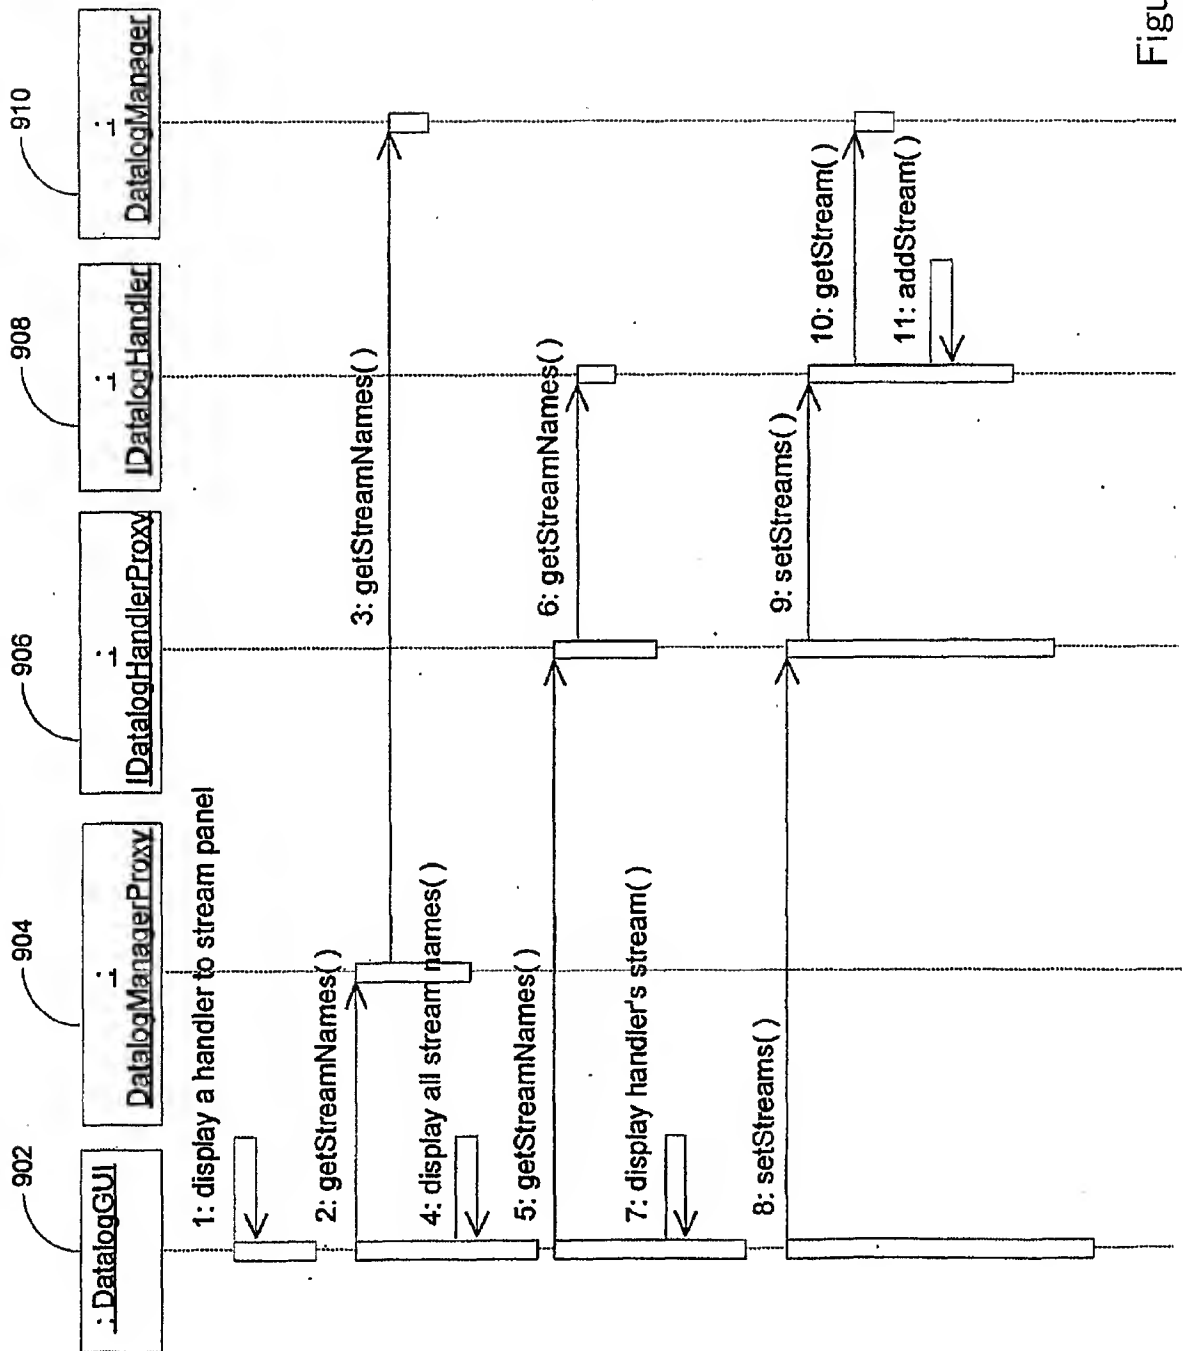 902
904
906
908
910
: DatalogGUI
:
DatalogManagerProxy
:
IDatalogHandlerProxy
:
IDatalogHandler
:
DatalogManager
1: display a handler to stream panel
2: getStreamNames( )
3: getStreamNames( )
4: display all stream names( )
5: getStreamNames( )
6: getStreamNames( )
7: display handler's stream( )
8: setStreams( )
9: setStreams( )
10: getStream( )
11: addStream( )
Figu